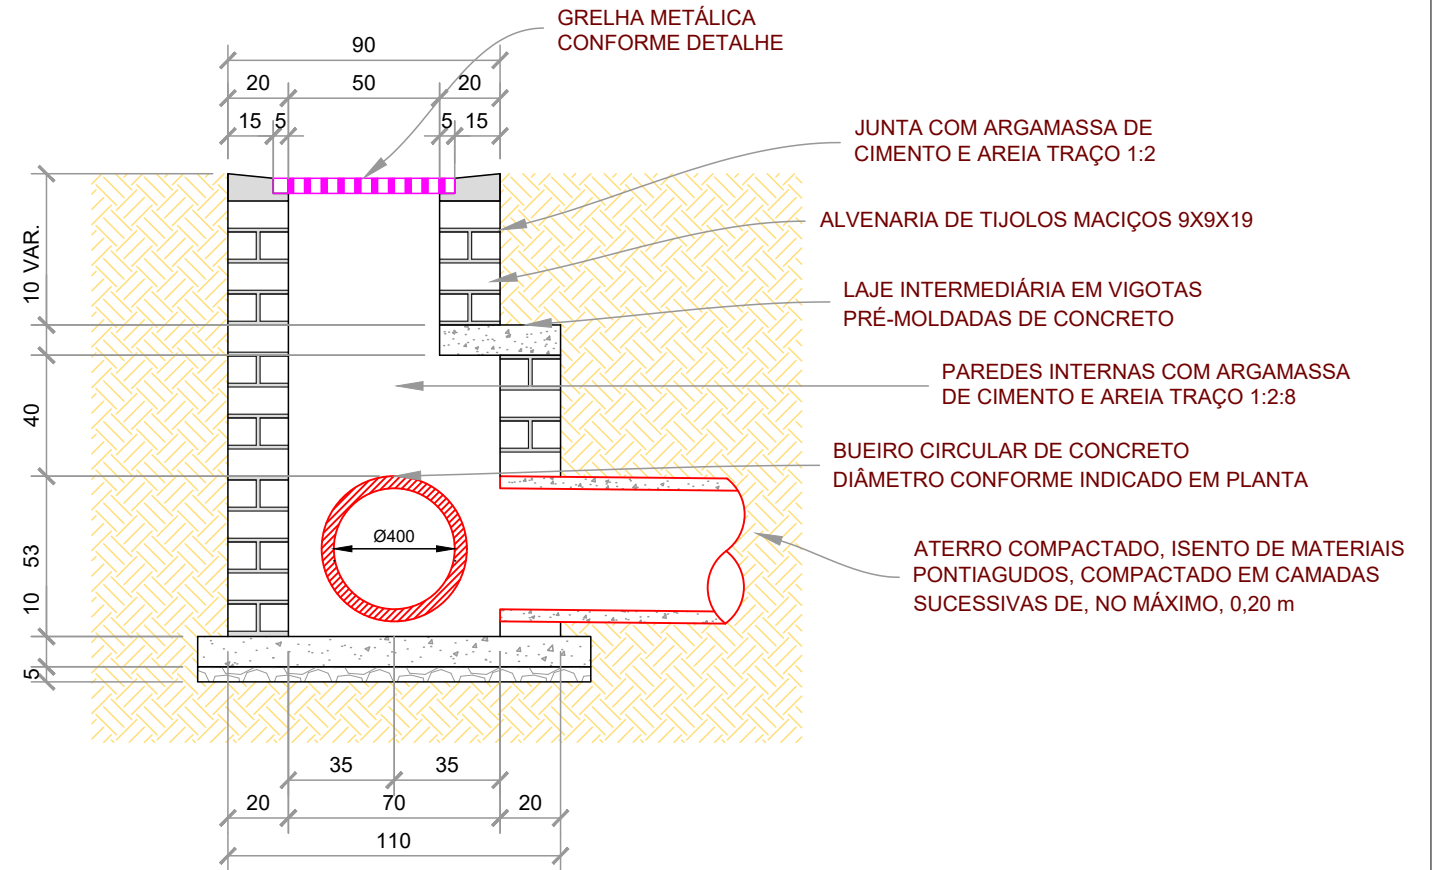 GRELHA METÁLICA
CONFORME DETALHE
90
20
50
20
15
5
5
15
JUNTA COM ARGAMASSA DE
CIMENTO E AREIA TRAÇO 1:2
ALVENARIA DE TIJOLOS MACIÇOS 9X9X19
10 VAR.
LAJE INTERMEDIÁRIA EM VIGOTAS
PRÉ-MOLDADAS DE CONCRETO
PAREDES INTERNAS COM ARGAMASSA
DE CIMENTO E AREIA TRAÇO 1:2:8
40
BUEIRO CIRCULAR DE CONCRETO
DIÂMETRO CONFORME INDICADO EM PLANTA
Ø400
ATERRO COMPACTADO, ISENTO DE MATERIAIS
PONTIAGUDOS, COMPACTADO EM CAMADAS
SUCESSIVAS DE, NO MÁXIMO, 0,20 m
53
10
5
35
35
20
70
20
110